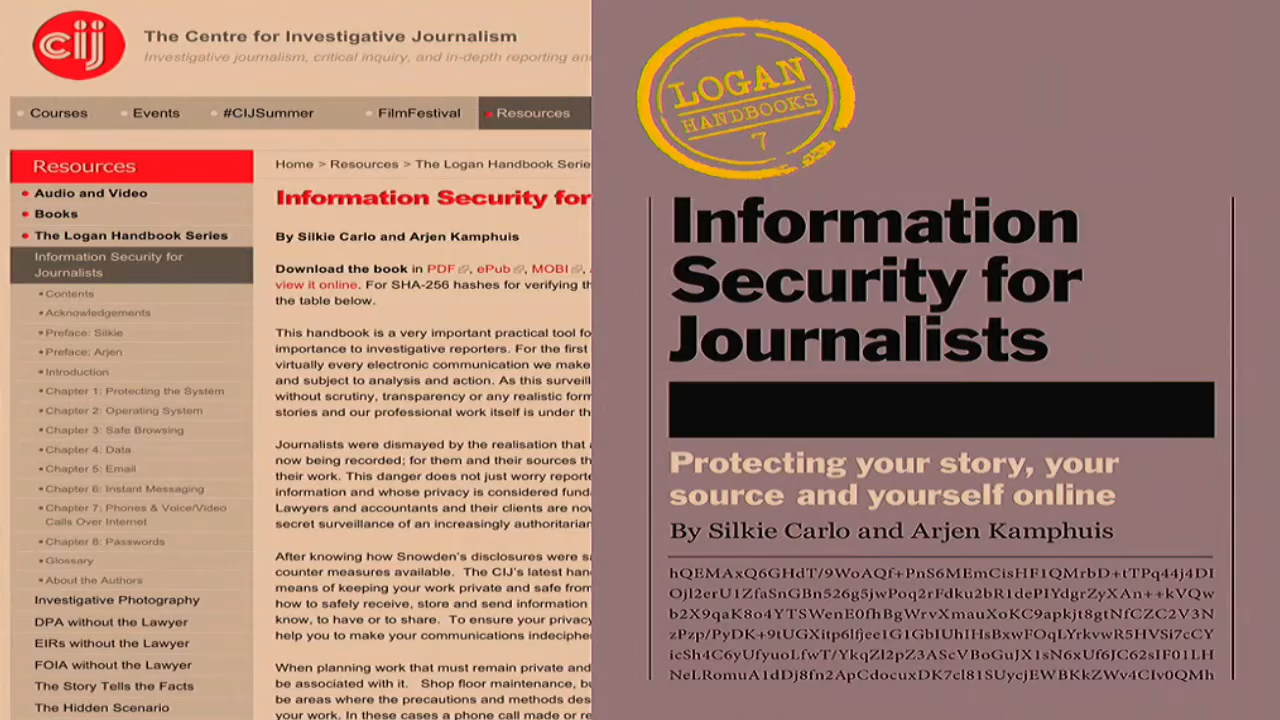 cij
The Centre for Investigative Journalism
Investigative journalism, critical inquiry, and in-depth reporting an
Courses
Events
#CIJSummer
FilmFestival
Resources
Resources
Audio and Video
Books
The Logan Handbook Series
Information Security for
Journalists
Contents
Acknowledgements
Preface: Silkie
Preface: Arjen
Introduction
Chapter 1: Protecting the System
Chapter 2: Operating System
Chapter 3: Safe Browsing
Chapter 4: Data
Chapter 5: Email
Chapter 6: Instant Messaging
Chapter 7: Phones & Voice/Video
Calls Over Internet
Chapter 8: Passwords
Glossary
About the Authors
Investigative Photography
DPA without the Lawyer
EIRs without the Lawyer
FOIA without the Lawyer
The Story Tells the Facts
The Hidden Scenario
Home > Resources > The Logan Handbook Serie
Information Security for
By Silkie Carlo and Arjen Kamphuis
Download the book in PDF, ePub, MOBI,
view it online. For SHA-256 hashes for verifying th
the table below.
This handbook is a very important practical tool fo
importance to investigative reporters. For the first
virtually every electronic communication we make
and subject to analysis and action. As this surveill
without scrutiny, transparency or any realistic form
stories and our professional work itself is under th
Journalists were dismayed by the realisation that
now being recorded; for them and their sources th
their work. This danger does not just worry reporte
information and whose privacy is considered fund
Lawyers and accountants and their clients are nov
secret surveillance of an increasingly authoritarian
After knowing how Snowden's disclosures were s
counter measures available. The CIJ's latest han
means of keeping your work private and safe from
how to safely receive, store and send information
know, to have or to share. To ensure your privacy
help you to make your communications indecipher
When planning work that must remain private and
be associated with it. Shop floor maintenance, bu
be areas where the precautions and methods des
your work. In these cases a phone call made or re
LOGAN
HANDBOOKS
7
Information
Security for
Journalists
Protecting your story, your
source and yourself online
By Silkie Carlo and Arjen Kamphuis
hQEMAxQ6GHdT/9WoAQf+PnS6MEmCisHF1QMrbD+tTPq44j4DI
OJl2erU1ZfaSnGBn526g5jwPoq2rFdku2bR1dePIYdgrZyXAn++kVQw
b2X9qaK8o4YTSWenE0fhBgWrvXmauXoKC9apkjt8gtNfCZC2V3N
zPzp/PyDK+9tUGXitp6lfjee1G1GbIUhIHsBxwFOqLYrkvwR5HVSi7cCY
icSh4C6yUfyuoLfwT/YkqZl2pZ3AScVBoGuJX1sN6xUf6JC62sIF01LH
NeLRomuA1dDj8fn2ApCdocuxDK7cl81SUycjEWBKkZWv4CIv0QMh